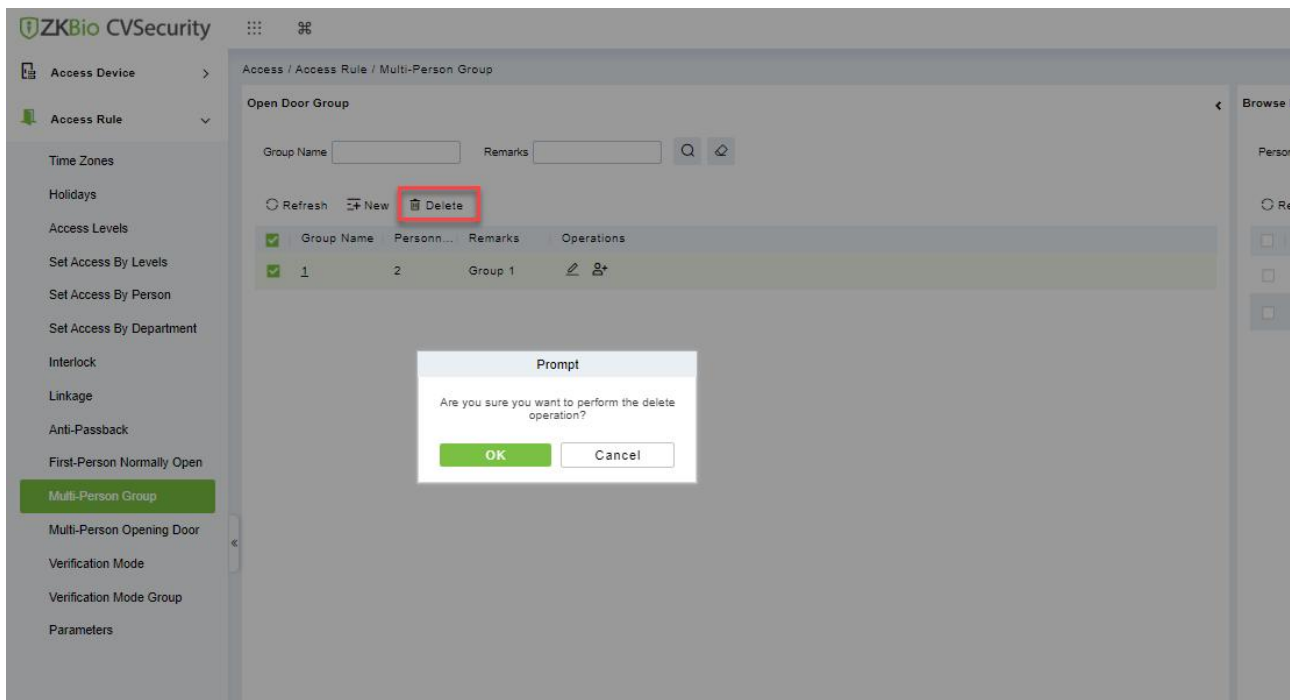 ZKBio CVSecurity
Access Device
Access Rule
Time Zones
Holidays
Access Levels
Set Access By Levels
Set Access By Person
Set Access By Department
Interlock
Linkage
Anti-Passback
First-Person Normally Open
Multi-Person Group
Multi-Person Opening Door
Verification Mode
Verification Mode Group
Parameters
Access / Access Rule / Multi-Person Group
Open Door Group
Group Name Remarks
Refresh New Delete
Group Name Personn... Remarks Operations
1 2 Group 1
Prompt
Are you sure you want to perform the delete
operation?
OK Cancel
Browse
Person
Re